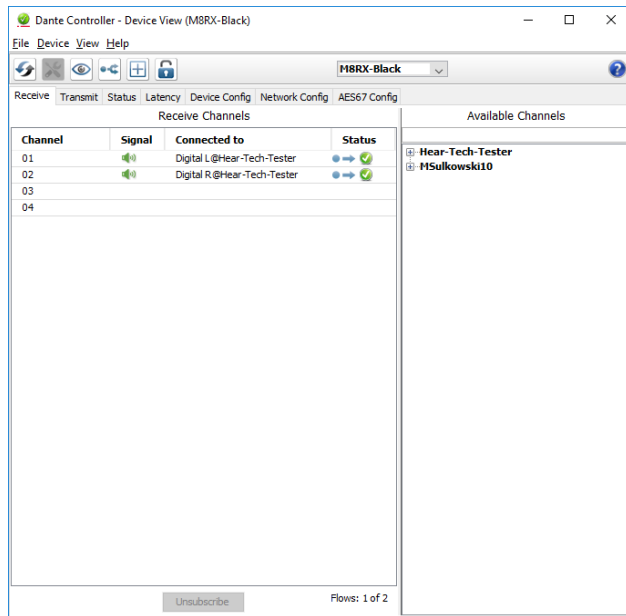 Dante Controller - Device View (M8RX-Black)
File Device View Help
M8RX-Black
Receive Transmit Status Latency Device Config Network Config AES67 Config
Receive Channels
Available Channels
Channel Signal Connected to Status
01 Digital L@Hear-Tech-Tester
02 Digital R@Hear-Tech-Tester
03
04
Hear-Tech-Tester
MSulkowski10
Unsubscribe
Flows: 1 of 2